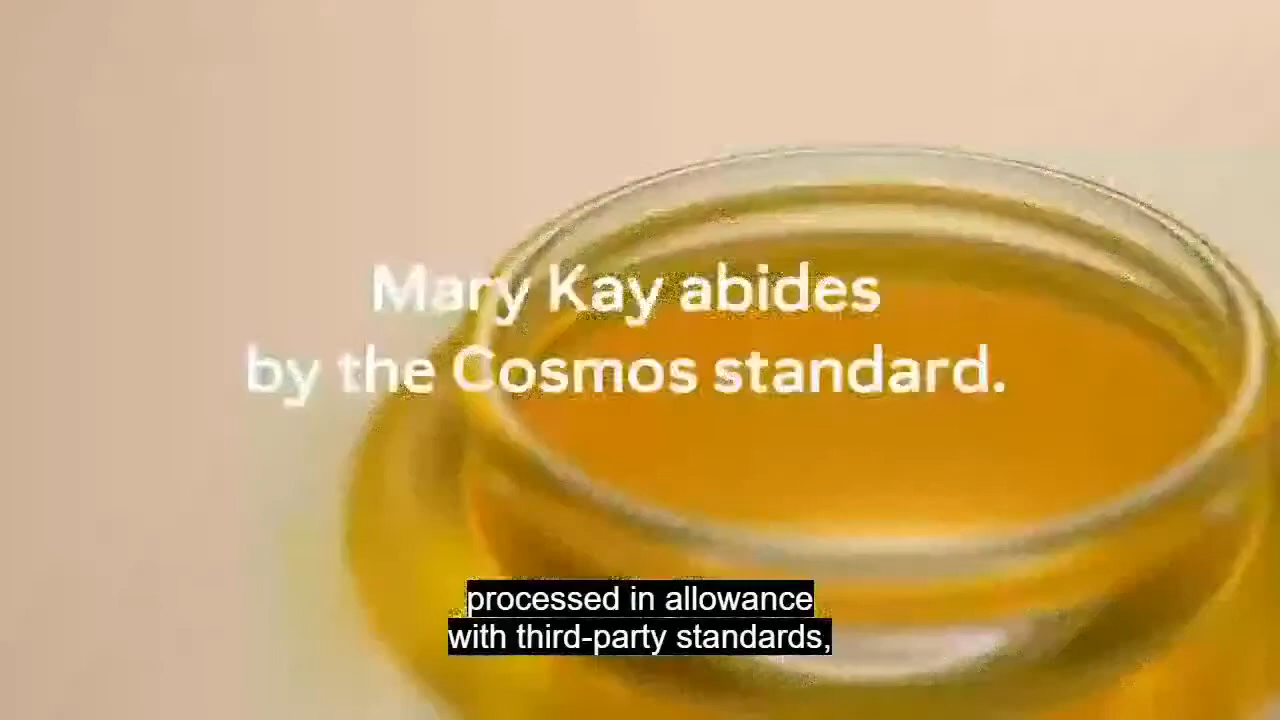 Mary Kay abides
by the Cosmos standard.
processed in allowance
with third-party standards,